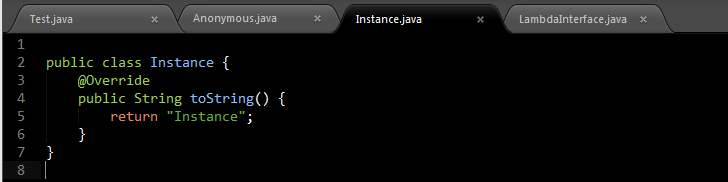 Test.java × Anonymous.java × Instance.java × LambdaInterface.java ×
1
2 public class Instance {
3     @Override
4     public String toString() {
5         return "Instance";
6     }
7 }
8